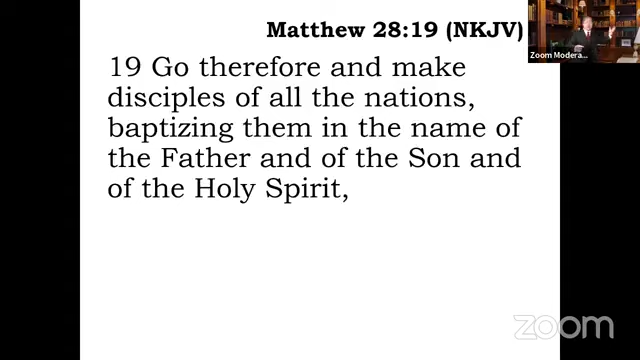 Matthew 28:19 (NKJV)
Zoom Modera...
19 Go therefore and make
disciples of all the nations,
baptizing them in the name of
the Father and of the Son and
of the Holy Spirit,
zoom